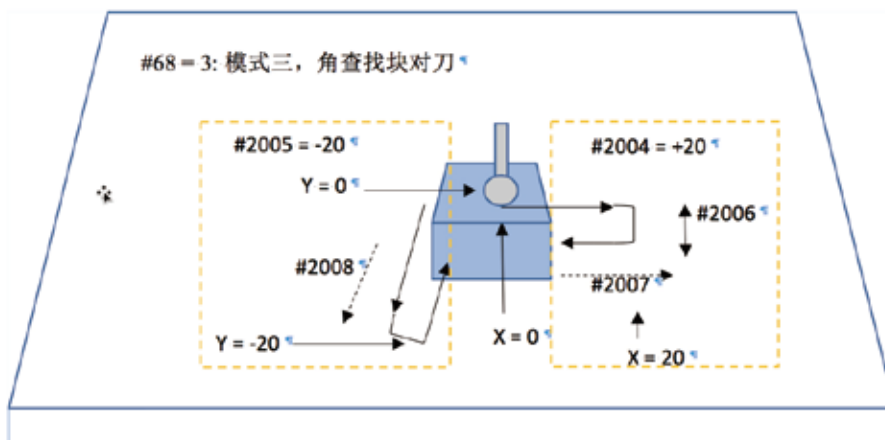 #68 = 3: 模式三，角查找块对刀
#2005 = -20
#2004 = +20
Y = 0
#2006
#2008
#2007
Y = -20
X = 0
X = 20